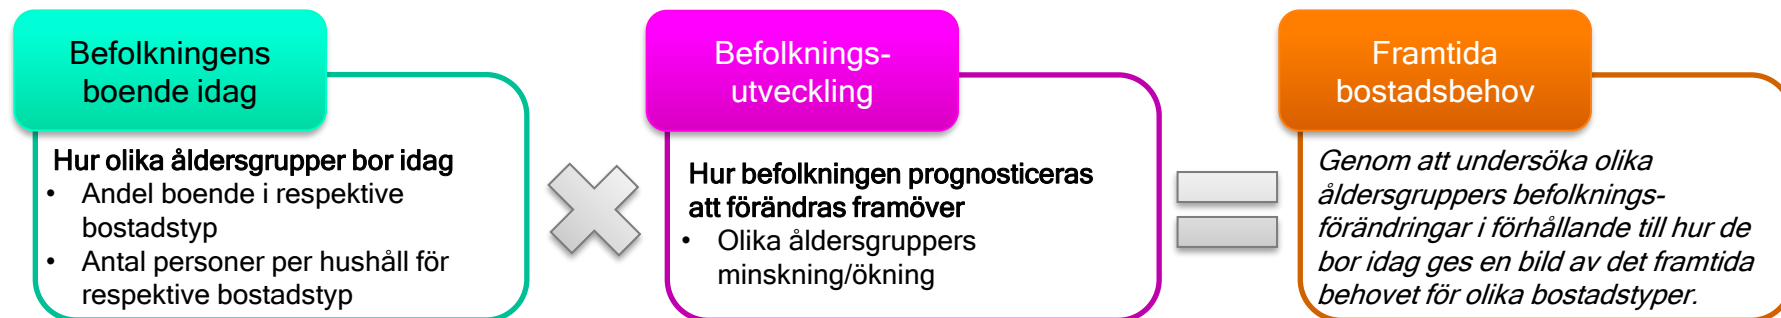 Befolkningens
boende idag
Hur olika åldersgrupper bor idag
• Andel boende i respektive
bostadstyp
• Antal personer per hushåll för
respektive bostadstyp
Befolknings-
utveckling
Hur befolkningen prognosticeras
att förändras framöver
• Olika åldersgruppers
minskning/ökning
Framtida
bostadsbehov
Genom att undersöka olika
åldersgruppers befolknings-
förändringar i förhållande till hur de
bor idag ges en bild av det framtida
behovet för olika bostadstyper.